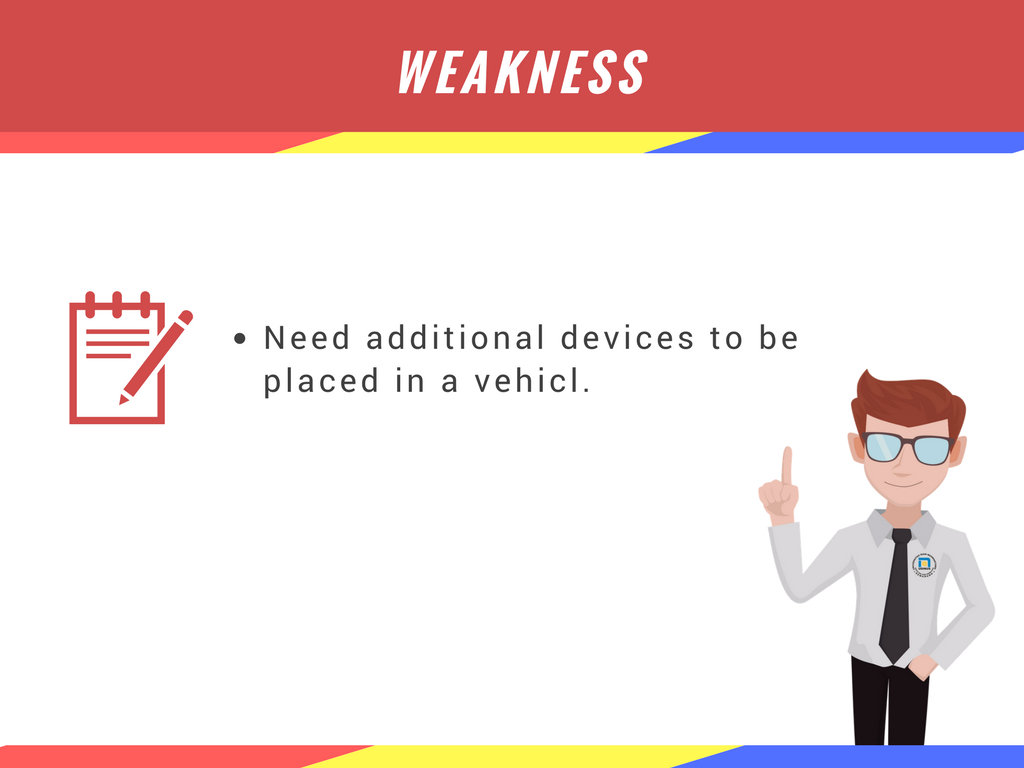 WEAKNESS
• Need additional devices to be
placed in a vehicl.